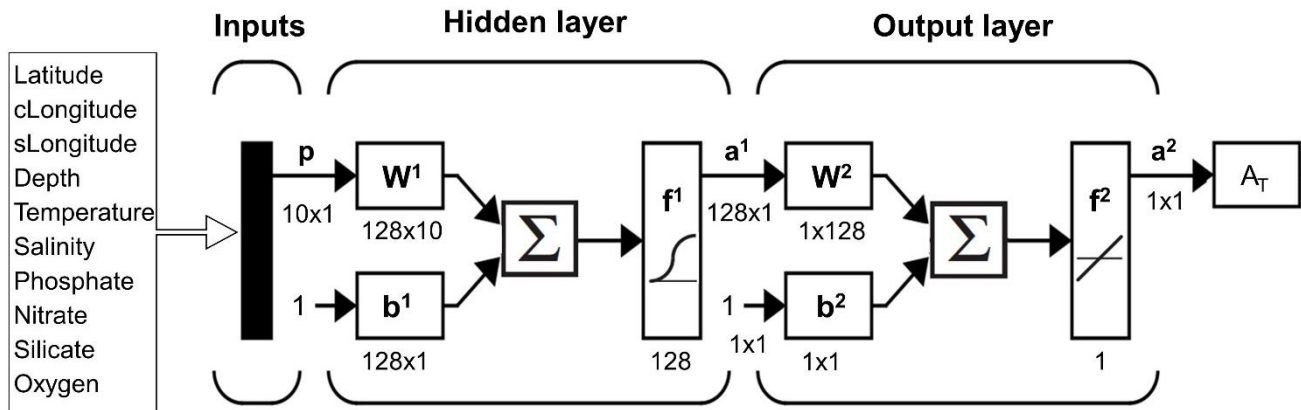 Inputs
Hidden layer
Output layer
Latitude
cLongitude
sLongitude
Depth
Temperature
Salinity
Phosphate
Nitrate
Silicate
Oxygen
p
10x1
1
W¹
128x10
b¹
128x1
Σ
f¹
128
a¹
128x1
1
1x1
W²
1x128
b²
1x1
Σ
f²
1
a²
1x1
A_T